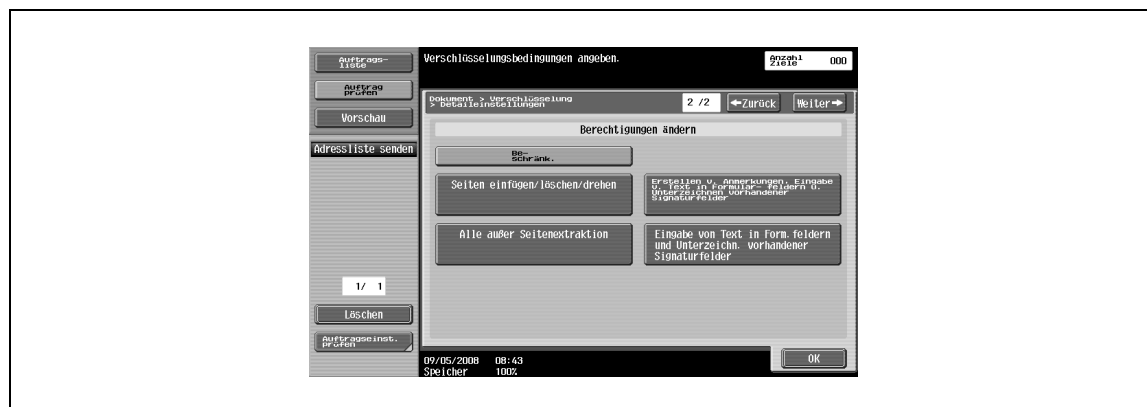 Auftrags-
liste
Auftrag
prüfen
Vorschau
Adressliste senden
1/ 1
Löschen
Auftragseinst.
prüfen
Verschlüsselungsbedingungen angeben.
Anzahl
Ziele 000
Dokument > Verschlüsselung
> Detaileinstellungen
2 /2
←Zurück
Weiter→
Berechtigungen ändern
Be-
schränk.
Seiten einfügen/löschen/drehen
Erstellen v. Anmerkungen, Eingabe
v. Text in Formular- feldern o.
Unterzeichnen vorhandener
Signaturfelder
Alle außer Seitenextraktion
Eingabe von Text in Form.feldern
und Unterzeichn. vorhandener
Signaturfelder
09/05/2008 08:43
Speicher 100%
OK